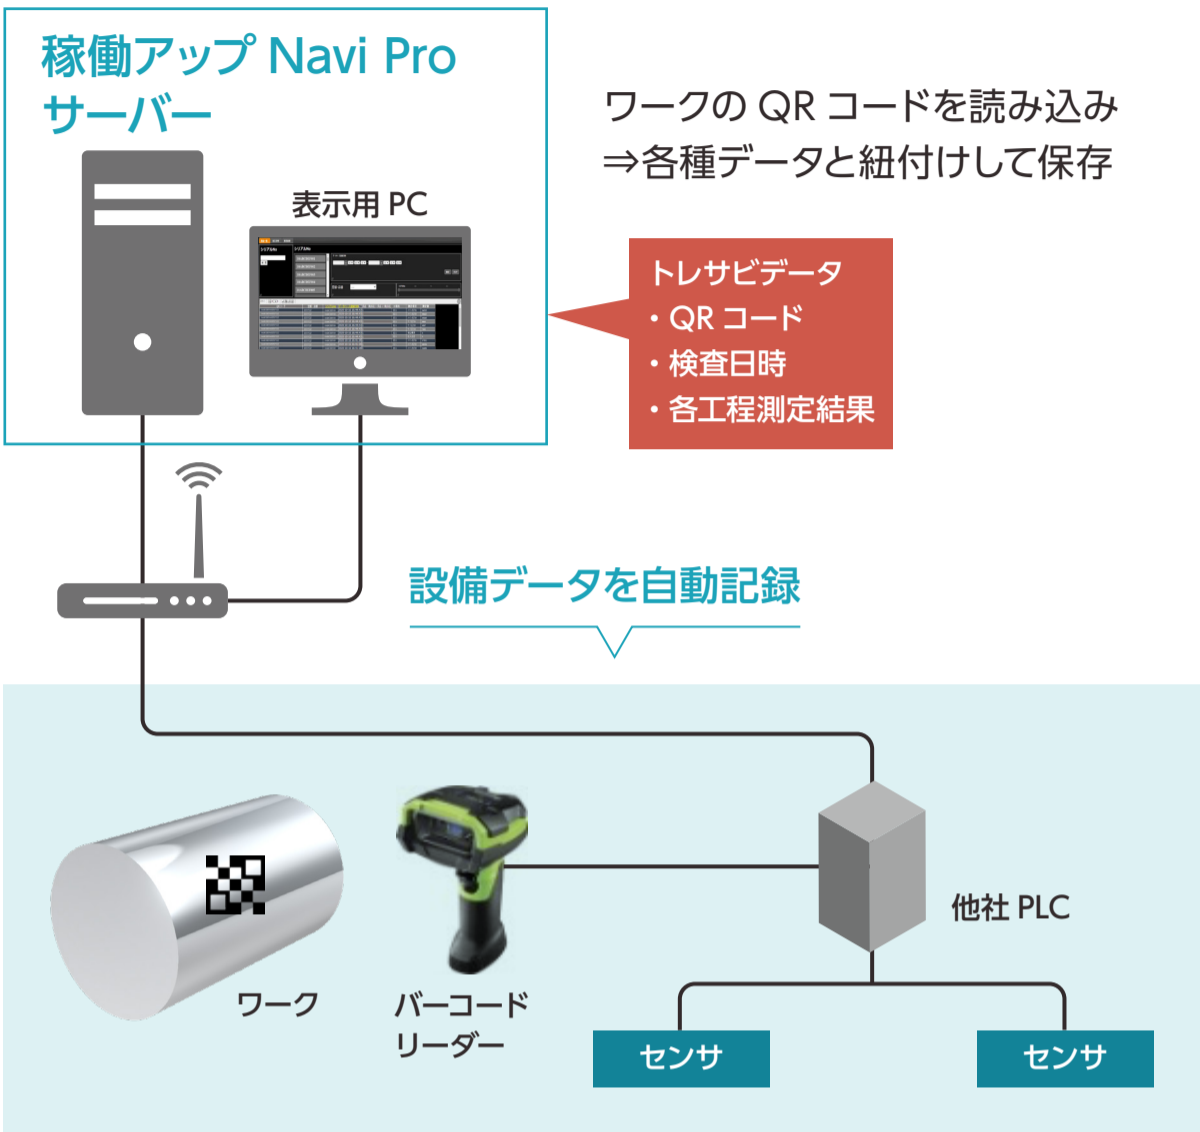 稼働アップ Navi Pro
サーバー
表示用 PC
ワークの QR コードを読み込み
⇒各種データと紐付けして保存
トレサビデータ
・QR コード
・検査日時
・各工程測定結果
設備データを自動記録
ワーク
バーコード
リーダー
他社 PLC
センサ
センサ